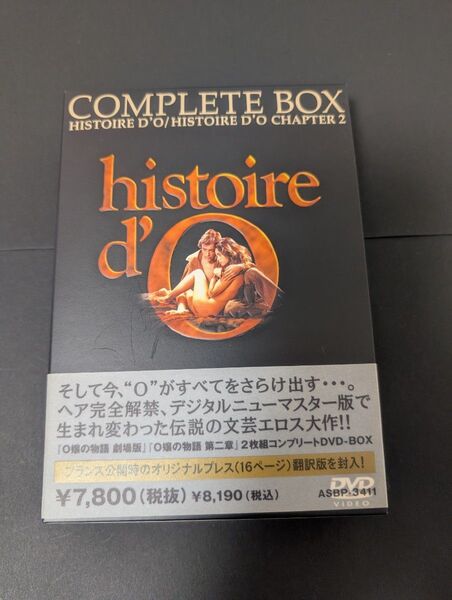 COMPLETE BOX
HISTOIRE D'O/HISTOIRE D'O CHAPTER 2
histoire
d'O
そして今、“O”がすべてをさらけ出す・・・。
ヘア完全解禁、デジタルニューマスター版で
生まれ変わった伝説の文芸エロス大作!!
『O嬢の物語 劇場版』『O嬢の物語 第二章』2枚組コンプリートDVD-BOX
フランス公開時のオリジナルプレス(16ページ)翻訳版を封入!
¥7,800(税抜) ¥8,190(税込)
ASBP-3411
DVD
VIDEO